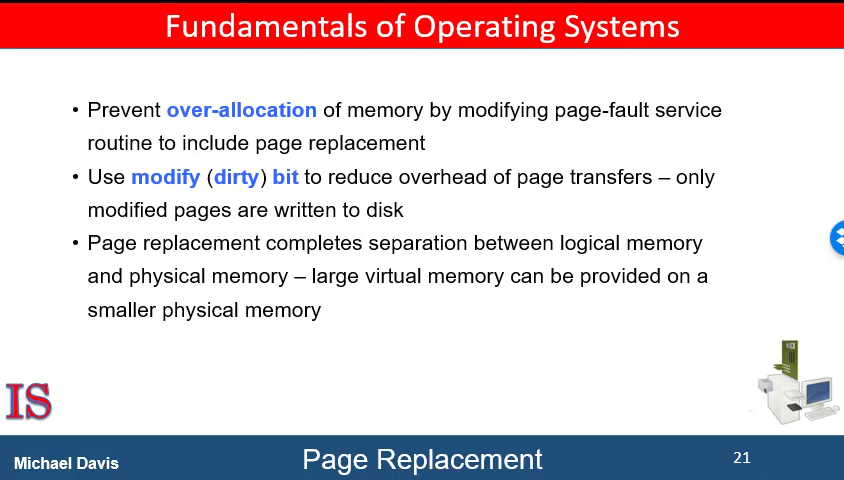 Fundamentals of Operating Systems
• Prevent over-allocation of memory by modifying page-fault service
routine to include page replacement
• Use modify (dirty) bit to reduce overhead of page transfers – only
modified pages are written to disk
• Page replacement completes separation between logical memory
and physical memory – large virtual memory can be provided on a
smaller physical memory
IS
Michael Davis
Page Replacement
21